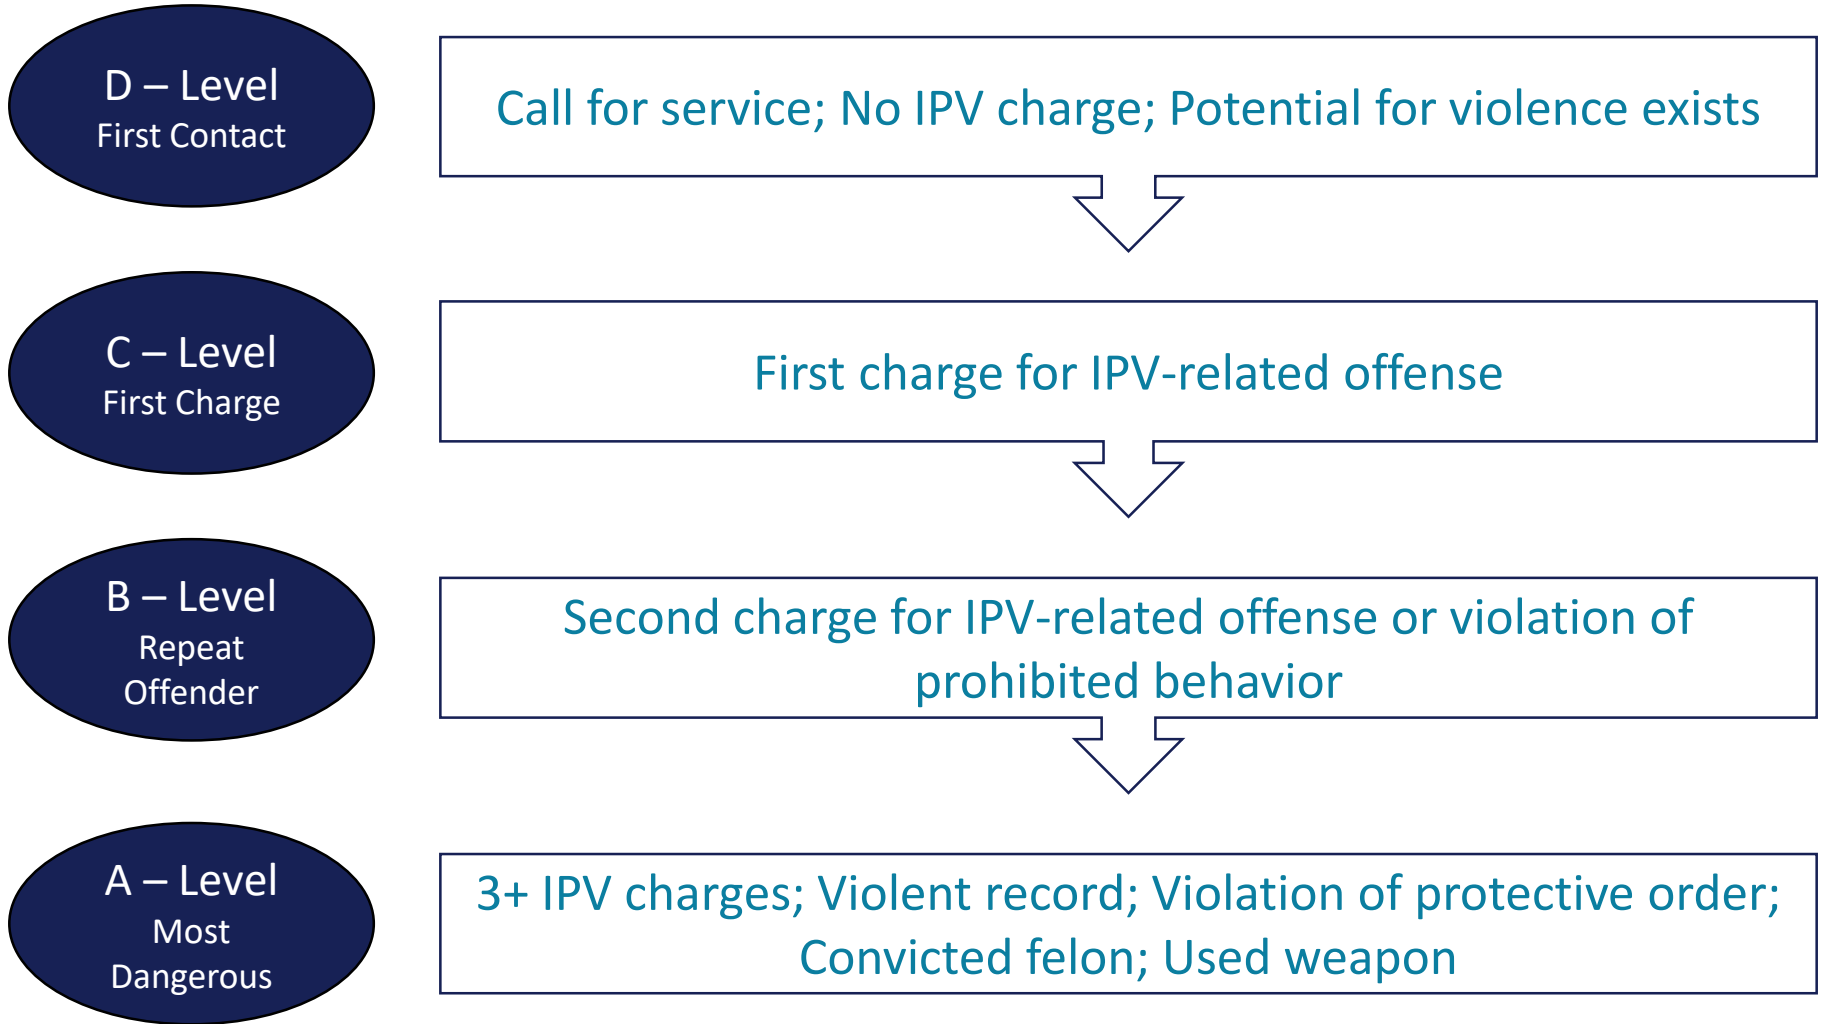 D – Level
First Contact
Call for service; No IPV charge; Potential for violence exists
C – Level
First Charge
First charge for IPV-related offense
B – Level
Repeat
Offender
Second charge for IPV-related offense or violation of
prohibited behavior
A – Level
Most
Dangerous
3+ IPV charges; Violent record; Violation of protective order;
Convicted felon; Used weapon